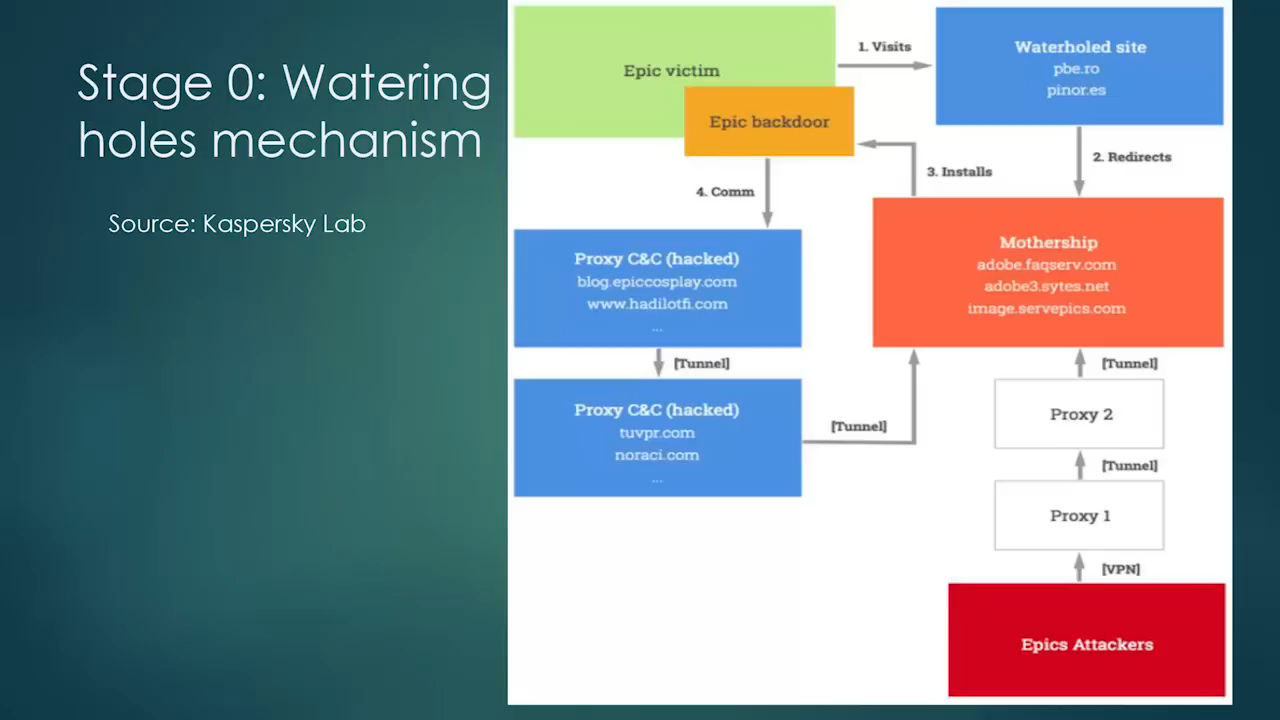 Stage 0: Watering
holes mechanism
Source: Kaspersky Lab
Epic victim
Epic backdoor
1. Visits
Waterholed site
pbe.ro
pinor.es
2. Redirects
3. Installs
4. Comm
Mothership
adobe.faqserv.com
adobe3.sytes.net
image.servepics.com
Proxy C&C (hacked)
blog.epiccosplay.com
www.hadilotfi.com
...
[Tunnel]
Proxy C&C (hacked)
tuvpr.com
noraci.com
...
[Tunnel]
[Tunnel]
Proxy 2
[Tunnel]
Proxy 1
[VPN]
Epics Attackers